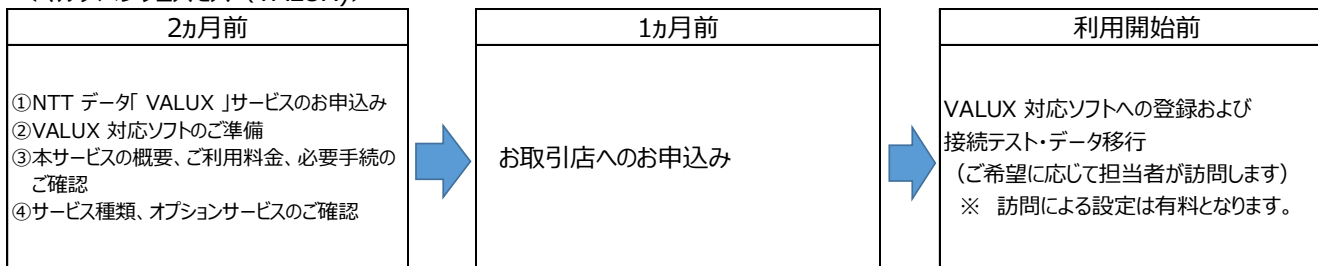 2ヵ月前
①NTT データ「 VALUX 」サービスのお申込み
②VALUX 対応ソフトのご準備
③本サービスの概要、ご利用料金、必要手続の
ご確認
④サービス種類、オプションサービスのご確認
1ヵ月前
お取引店へのお申込み
利用開始前
VALUX 対応ソフトへの登録および
接続テスト・データ移行
（ご希望に応じて担当者が訪問します）
※　訪問による設定は有料となります。